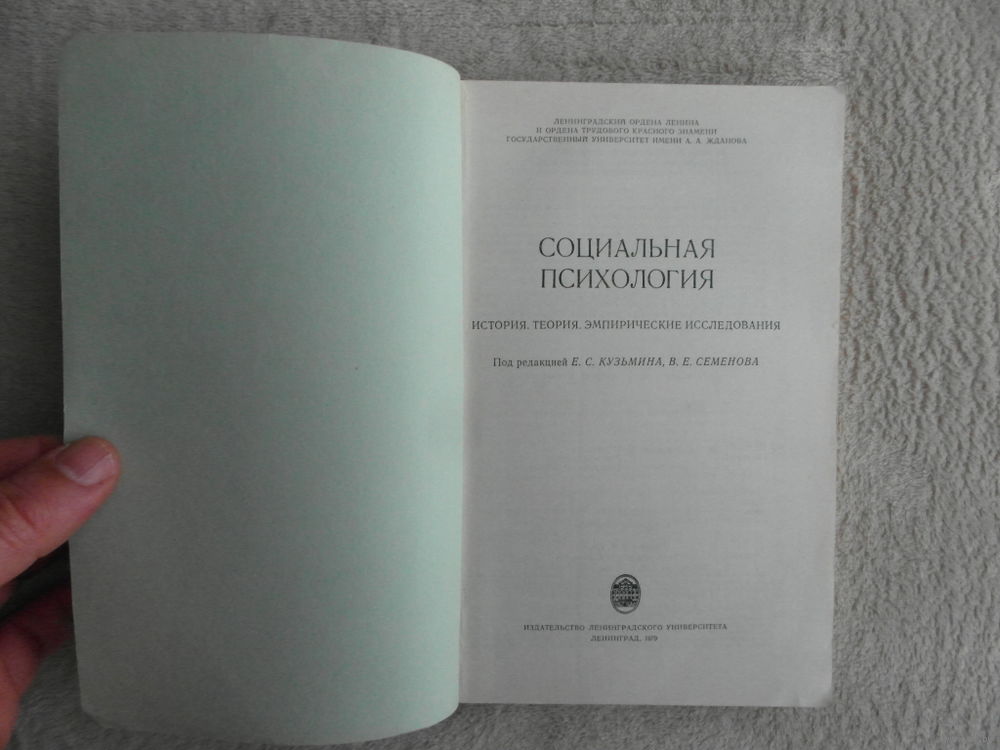 ЛЕНИНГРАДСКИЙ ОРДЕНА ЛЕНИНА
И ОРДЕНА ТРУДОВОГО КРАСНОГО ЗНАМЕНИ
ГОСУДАРСТВЕННЫЙ УНИВЕРСИТЕТ ИМЕНИ А. А. ЖДАНОВА
СОЦИАЛЬНАЯ
ПСИХОЛОГИЯ
ИСТОРИЯ. ТЕОРИЯ. ЭМПИРИЧЕСКИЕ ИССЛЕДОВАНИЯ
Под редакцией Е. С. КУЗЬМИНА, В. Е. СЕМЕНОВА
ИЗДАТЕЛЬСТВО ЛЕНИНГРАДСКОГО УНИВЕРСИТЕТА
ЛЕНИНГРАД, 1979